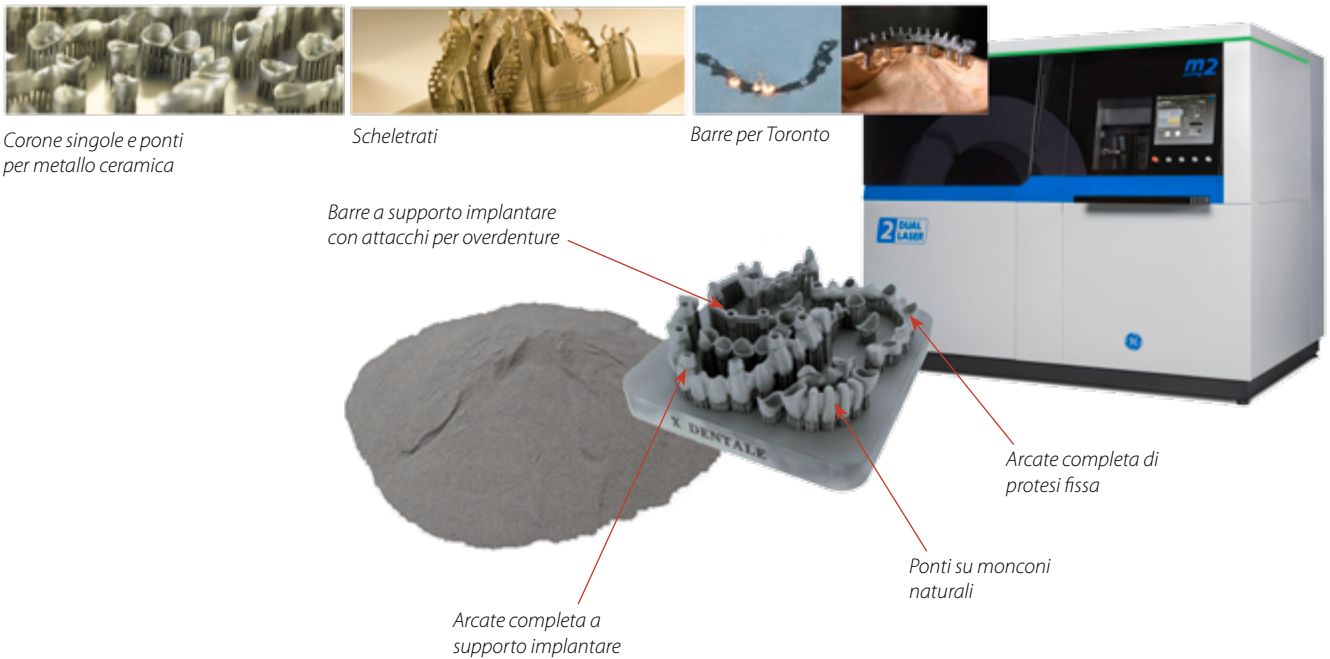 Corone singole e ponti
per metallo ceramica
Scheletrati
Barre per Toronto
m2
2 DUAL
LASER
Barre a supporto implantare
con attacchi per overdenture
X DENTALE
Arcate completa di
protesi fissa
Ponti su monconi
naturali
Arcate completa a
supporto implantare